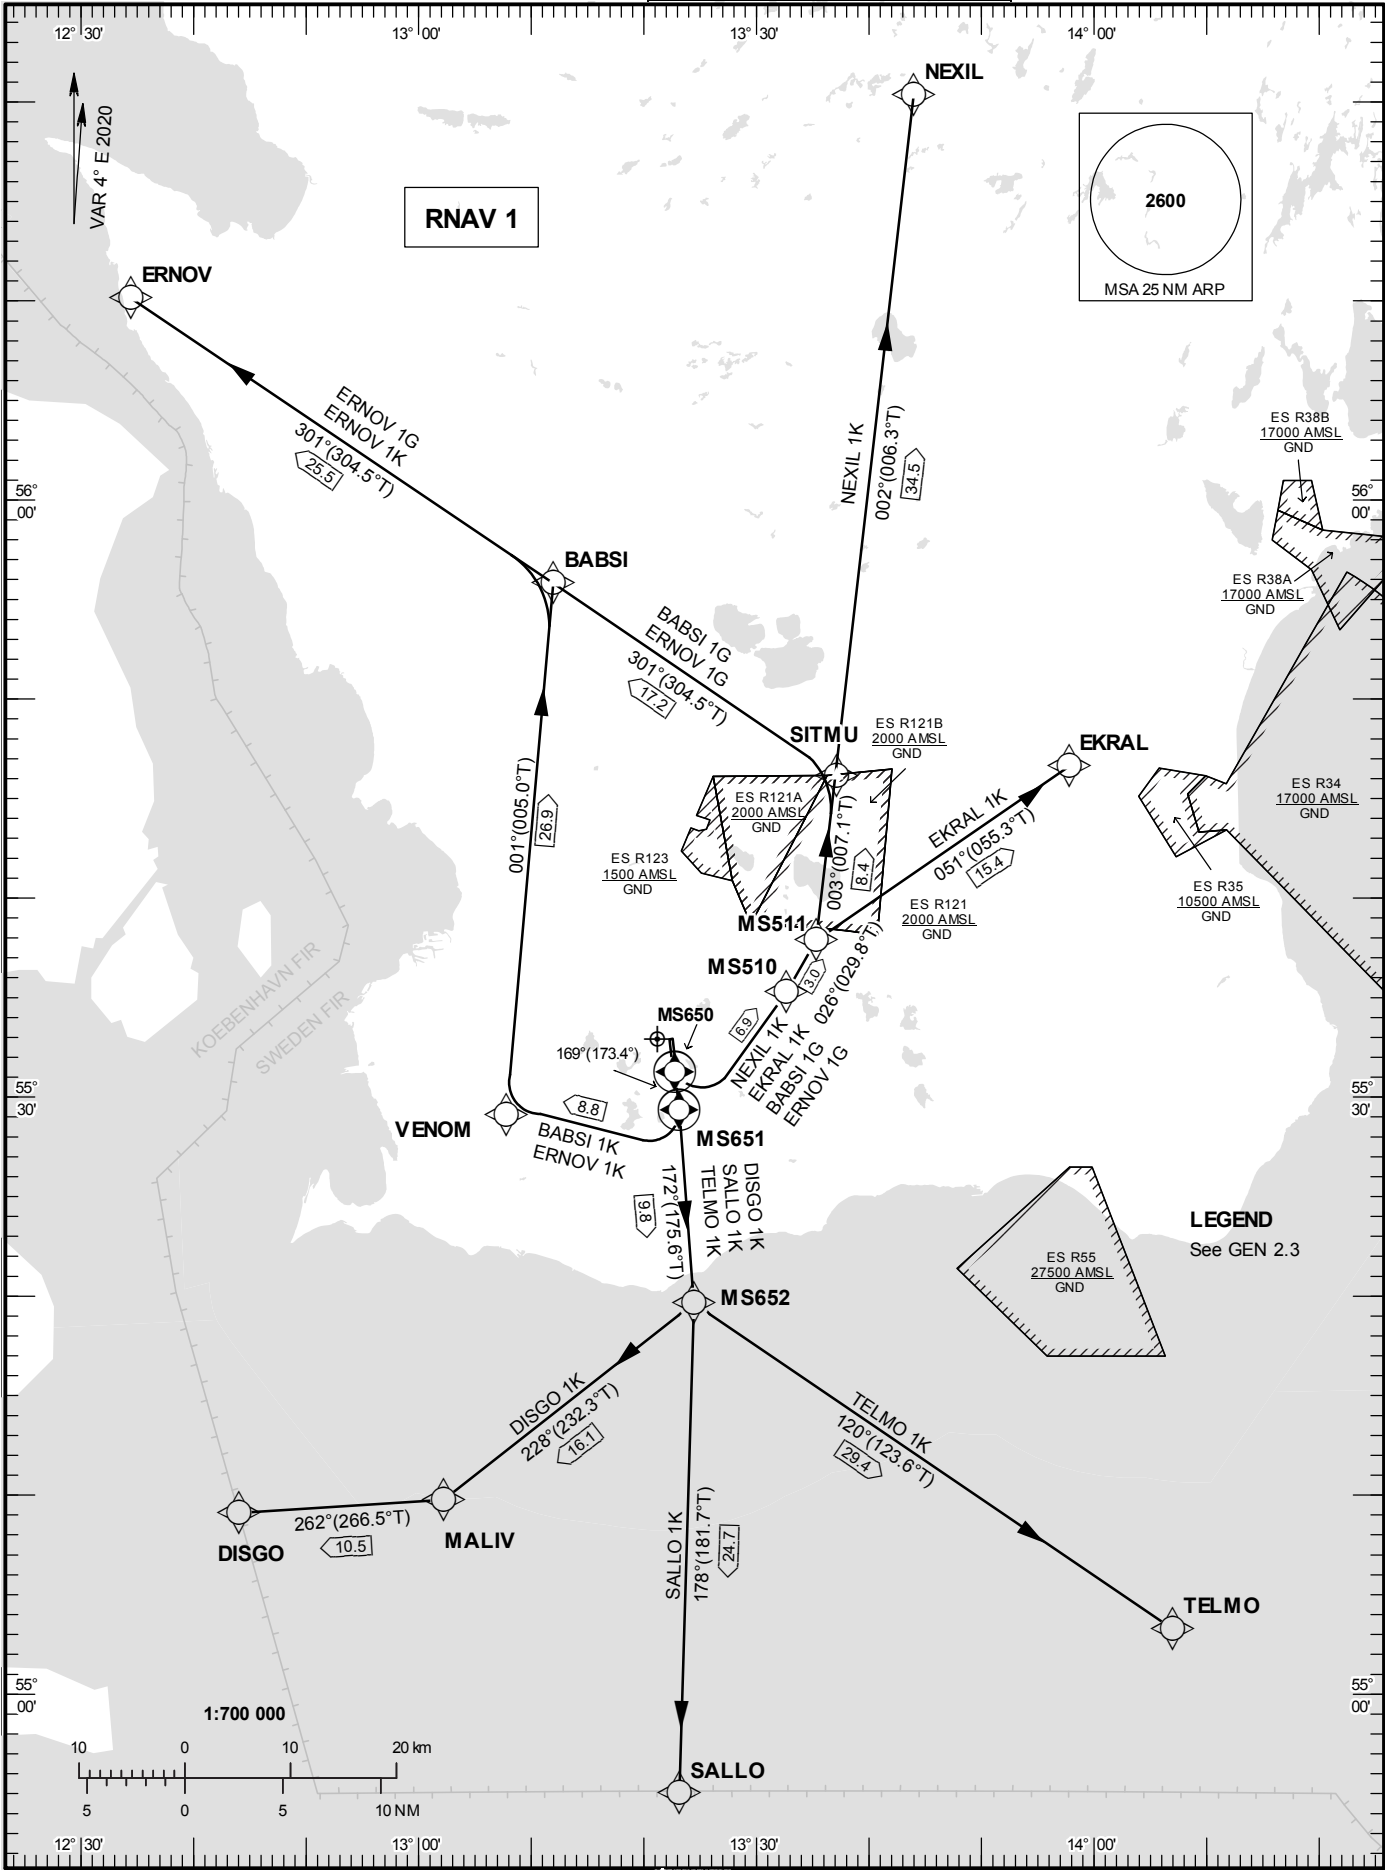 12° 30'
13° 00'
13° 30'
14° 00'
NEXIL
VAR 4° E 2020
RNAV 1
2600
MSA 25 NM ARP
ERNOV
ERNOV 1G
ERNOV 1K
301°(304.5°T)
25.5
NEXIL 1K
002°(006.3°T)
34.5
ES R38B
17000 AMSL
GND
56°
00'
56°
00'
BABSI
ES R38A
17000 AMSL
GND
BABSI 1G
ERNOV 1G
301°(304.5°T)
17.2
SITMU
ES R121B
2000 AMSL
GND
EKRAL
ES R121A
2000 AMSL
GND
ES R34
17000 AMSL
GND
001°(005.0°T)
26.9
003°(007.1°T)
8.4
EKRAL 1K
051°(055.3°T)
15.4
ES R123
1500 AMSL
GND
ES R35
10500 AMSL
GND
ES R121
2000 AMSL
GND
MS511
MS510
3.0
026°(029.8°T)
KOEBENHAVN FIR
SWEDEN FIR
MS650
6.9
169°(173.4°)
NEXIL 1K
EKRAL 1K
BABSI 1G
ERNOV 1G
55°
30'
55°
30'
VENOM
8.8
BABSI 1K
ERNOV 1K
MS651
172°(175.6°T)
9.8
DISGO 1K
SALLO 1K
TELMO 1K
LEGEND
See GEN 2.3
ES R55
27500 AMSL
GND
MS652
DISGO 1K
228°(232.3°T)
16.1
TELMO 1K
120°(123.6°T)
29.4
262°(266.5°T)
10.5
DISGO
MALIV
SALLO 1K
178°(181.7°T)
24.7
TELMO
55°
00'
55°
00'
1:700 000
10 0 10 20 km
5 0 5 10 NM
SALLO
12° 30'
13° 00'
13° 30'
14° 00'